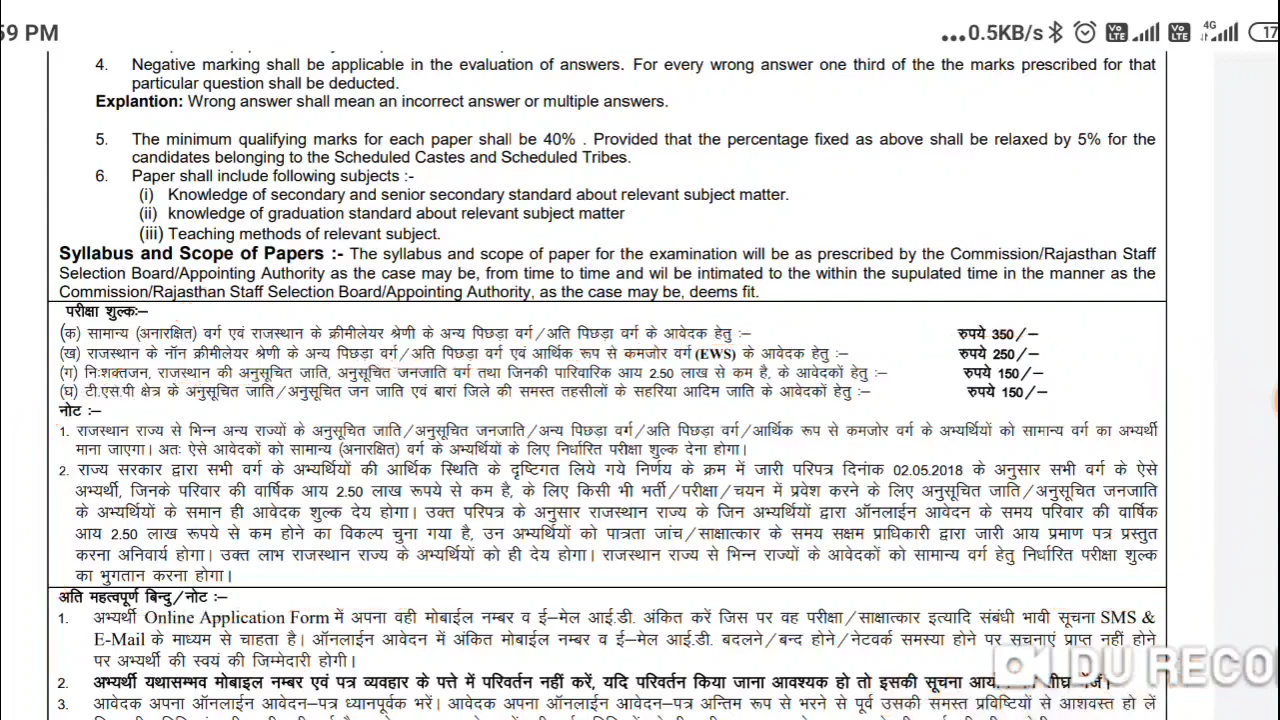 :59 PM
...0.5KB/s Vo LTE Vo LTE 4G 17
4. Negative marking shall be applicable in the evaluation of answers. For every wrong answer one third of the the marks prescribed for that
particular question shall be deducted.
Explantion: Wrong answer shall mean an incorrect answer or multiple answers.
5. The minimum qualifying marks for each paper shall be 40% . Provided that the percentage fixed as above shall be relaxed by 5% for the
candidates belonging to the Scheduled Castes and Scheduled Tribes.
6. Paper shall include following subjects :-
(i) Knowledge of secondary and senior secondary standard about relevant subject matter.
(ii) knowledge of graduation standard about relevant subject matter
(iii) Teaching methods of relevant subject.
Syllabus and Scope of Papers :- The syllabus and scope of paper for the examination will be as prescribed by the Commission/Rajasthan Staff
Selection Board/Appointing Authority as the case may be, from time to time and wil be intimated to the within the supulated time in the manner as the
Commission/Rajasthan Staff Selection Board/Appointing Authority, as the case may be, deems fit.
परीक्षा शुल्कः–
(क) सामान्य (अनारक्षित) वर्ग एवं राजस्थान के क्रीमीलेयर श्रेणी के अन्य पिछड़ा वर्ग/अति पिछड़ा वर्ग के आवेदक हेतु :– रुपये 350/–
(ख) राजस्थान के नॉन क्रीमीलेयर श्रेणी के अन्य पिछड़ा वर्ग/अति पिछड़ा वर्ग एवं आर्थिक रूप से कमजोर वर्ग (EWS) के आवेदक हेतु :– रुपये 250/–
(ग) निःशक्तजन, राजस्थान की अनुसूचित जाति, अनुसूचित जनजाति वर्ग तथा जिनकी पारिवारिक आय 2.50 लाख से कम है, के आवेदकों हेतु :– रुपये 150/–
(घ) टी.एस.पी क्षेत्र के अनुसूचित जाति/अनुसूचित जन जाति एवं बारां जिले की समस्त तहसीलों के सहरिया आदिम जाति के आवेदकों हेतु :– रुपये 150/–
नोट :–
1. राजस्थान राज्य से भिन्न अन्य राज्यों के अनुसूचित जाति/अनुसूचित जनजाति/अन्य पिछड़ा वर्ग/अति पिछड़ा वर्ग/आर्थिक रूप से कमजोर वर्ग के अभ्यर्थियों को सामान्य वर्ग का अभ्यर्थी
माना जाएगा। अतः ऐसे आवेदकों को सामान्य (अनारक्षित) वर्ग के अभ्यर्थियों के लिए निर्धारित परीक्षा शुल्क देना होगा।
2. राज्य सरकार द्वारा सभी वर्ग के अभ्यर्थियों की आर्थिक स्थिति के दृष्टिगत लिये गये निर्णय के क्रम में जारी परिपत्र दिनांक 02.05.2018 के अनुसार सभी वर्ग के ऐसे
अभ्यर्थी, जिनके परिवार की वार्षिक आय 2.50 लाख रूपये से कम है, के लिए किसी भी भर्ती/परीक्षा/चयन में प्रवेश करने के लिए अनुसूचित जाति/अनुसूचित जनजाति
के अभ्यर्थियों के समान ही आवेदक शुल्क देय होगा। उक्त परिपत्र के अनुसार राजस्थान राज्य के जिन अभ्यर्थियों द्वारा ऑनलाईन आवेदन के समय परिवार की वार्षिक
आय 2.50 लाख रूपये से कम होने का विकल्प चुना गया है, उन अभ्यर्थियों को पात्रता जांच/साक्षात्कार के समय सक्षम प्राधिकारी द्वारा जारी आय प्रमाण पत्र प्रस्तुत
करना अनिवार्य होगा। उक्त लाभ राजस्थान राज्य के अभ्यर्थियों को ही देय होगा। राजस्थान राज्य से भिन्न राज्यों के आवेदकों को सामान्य वर्ग हेतु निर्धारित परीक्षा शुल्क
का भुगतान करना होगा।
अति महत्वपूर्ण बिन्दु/नोट :–
1. अभ्यर्थी Online Application Form में अपना वही मोबाईल नम्बर व ई–मेल आई.डी. अंकित करें जिस पर वह परीक्षा/साक्षात्कार इत्यादि संबंधी भावी सूचना SMS &
E-Mail के माध्यम से चाहता है। ऑनलाईन आवेदन में अंकित मोबाईल नम्बर व ई–मेल आई.डी. बदलने/बन्द होने/नेटवर्क समस्या होने पर सूचनाएं प्राप्त नहीं होने
पर अभ्यर्थी की स्वयं की जिम्मेदारी होगी।
DU RECO
2. अभ्यर्थी यथासम्भव मोबाईल नम्बर एवं पत्र व्यवहार के पत्ते में परिवर्तन नहीं करें, यदि परिवर्तन किया जाना आवश्यक हो तो इसकी सूचना
3. आवेदक अपना ऑनलाईन आवेदन–पत्र ध्यानपूर्वक भरें। आवेदक अपना ऑनलाईन आवेदन–पत्र अन्तिम रूप से भरने से पूर्व उसकी समस्त प्रविष्टियों से आशवस्त हो लें